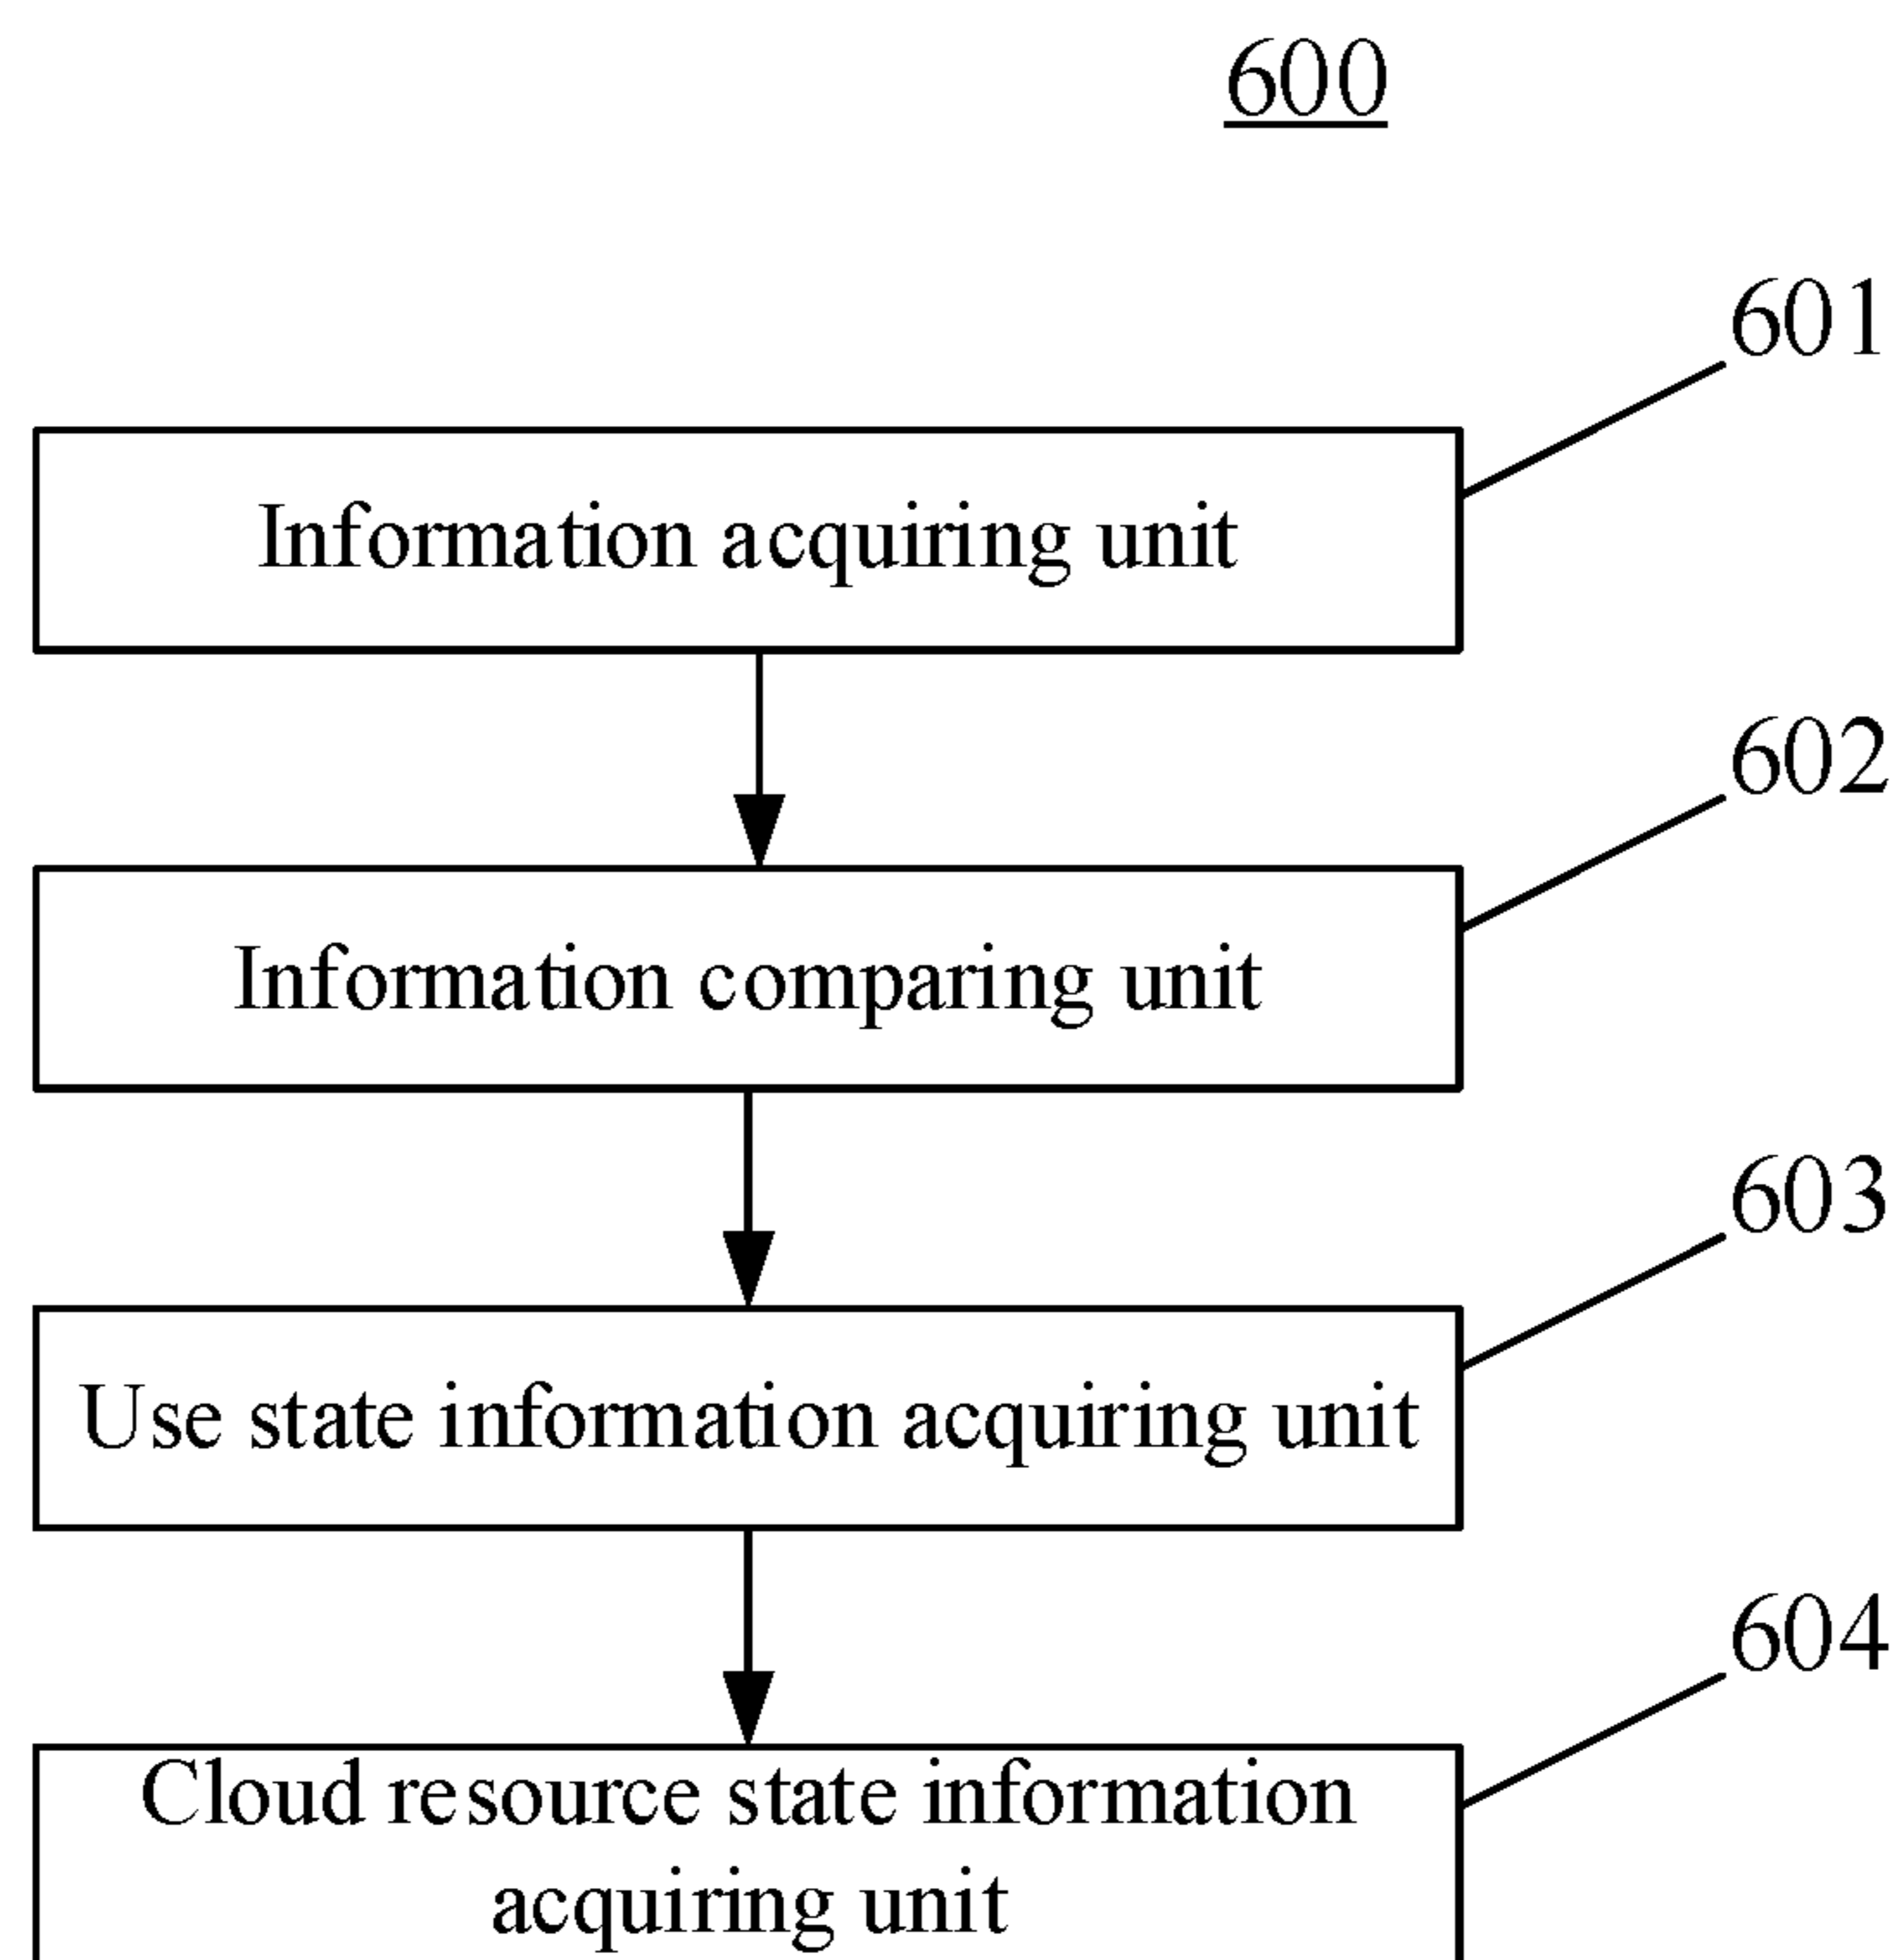 600
601
Information acquiring unit
602
Information comparing unit
603
Use state information acquiring unit
604
Cloud resource state information
acquiring unit